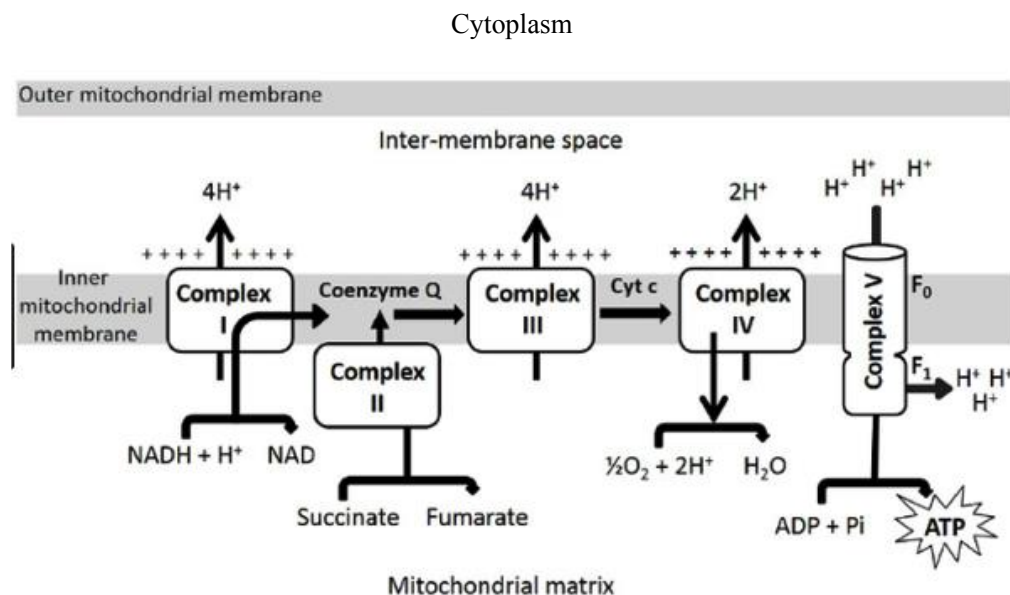 Cytoplasm
Outer mitochondrial membrane
Inter-membrane space
4H⁺
4H⁺
2H⁺
H⁺ H⁺ H⁺ H⁺
+ + + + + + + +
+ + + + + + + +
+ + + + + + + +
Inner
mitochondrial
membrane
Complex
I
Coenzyme Q
Complex
III
Cyt c
Complex
IV
Complex V
F₀
F₁
H⁺ H⁺
H⁺
Complex
II
NADH + H⁺ NAD
½O₂ + 2H⁺ H₂O
Succinate Fumarate
ADP + Pi ATP
Mitochondrial matrix